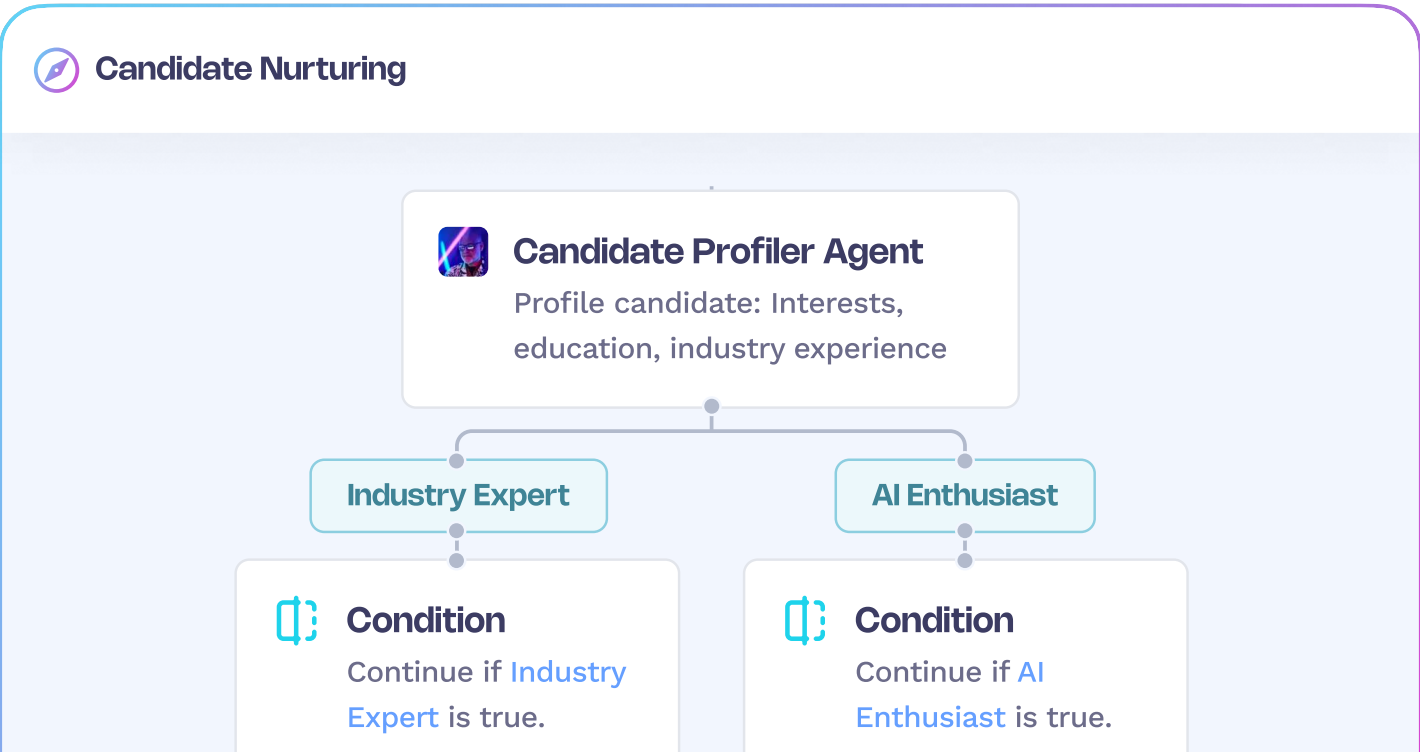 Candidate Nurturing
Candidate Profiler Agent
Profile candidate: Interests,
education, industry experience
Industry Expert
AI Enthusiast
Condition
Continue if Industry
Expert is true.
Condition
Continue if AI
Enthusiast is true.